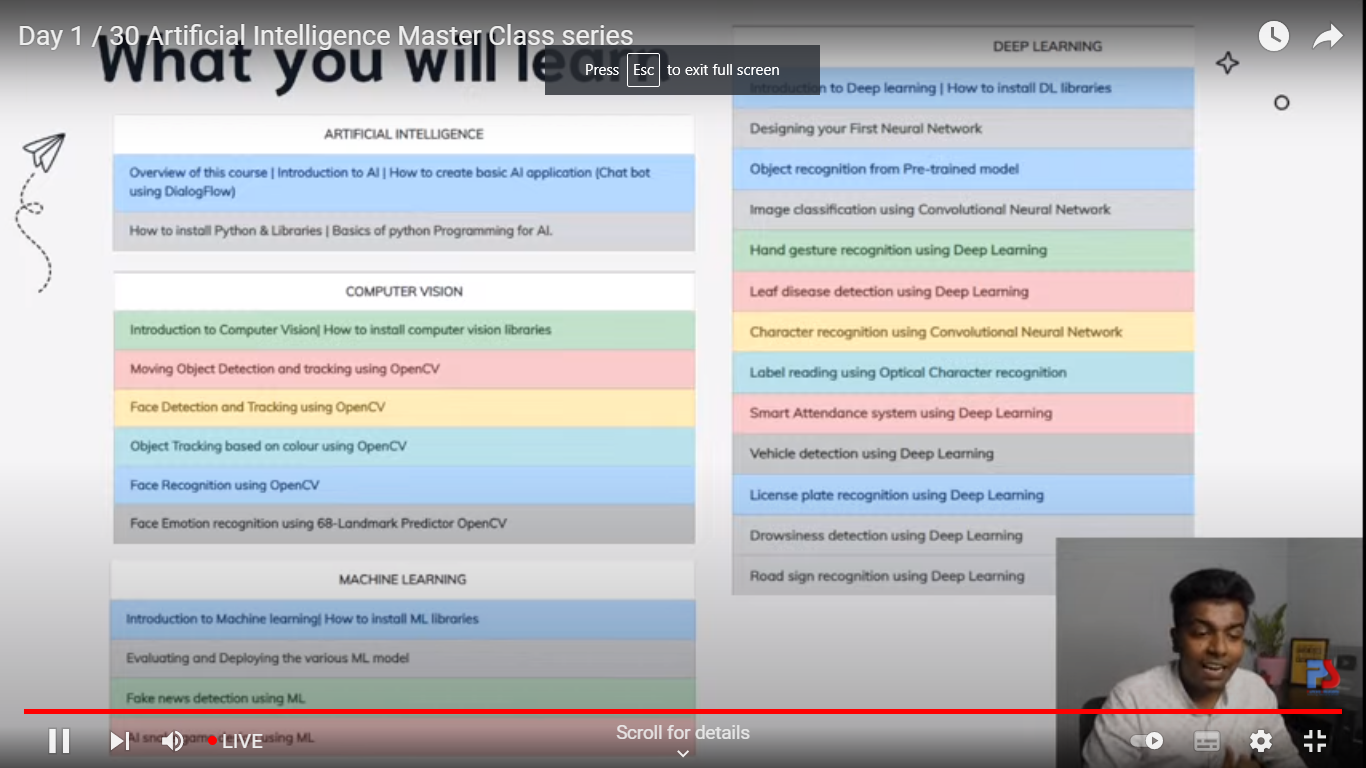 Day 1 / 30 Artificial Intelligence Master Class series
What you will learn
Press Esc to exit full screen
ARTIFICIAL INTELLIGENCE
Overview of this course | Introduction to AI | How to create basic AI application (Chat bot
using DialogFlow)
How to install Python & Libraries | Basics of python Programming for AI.
COMPUTER VISION
Introduction to Computer Vision| How to install computer vision libraries
Moving Object Detection and tracking using OpenCV
Face Detection and Tracking using OpenCV
Object Tracking based on colour using OpenCV
Face Recognition using OpenCV
Face Emotion recognition using 68-Landmark Predictor OpenCV
MACHINE LEARNING
Introduction to Machine learning| How to install ML libraries
Evaluating and Deploying the various ML model
Fake news detection using ML
AI snake game using ML
DEEP LEARNING
Introduction to Deep learning | How to install DL libraries
Designing your First Neural Network
Object recognition from Pre-trained model
Image classification using Convolutional Neural Network
Hand gesture recognition using Deep Learning
Leaf disease detection using Deep Learning
Character recognition using Convolutional Neural Network
Label reading using Optical Character recognition
Smart Attendance system using Deep Learning
Vehicle detection using Deep Learning
License plate recognition using Deep Learning
Drowsiness detection using Deep Learning
Road sign recognition using Deep Learning
PS
LIVE
Scroll for details